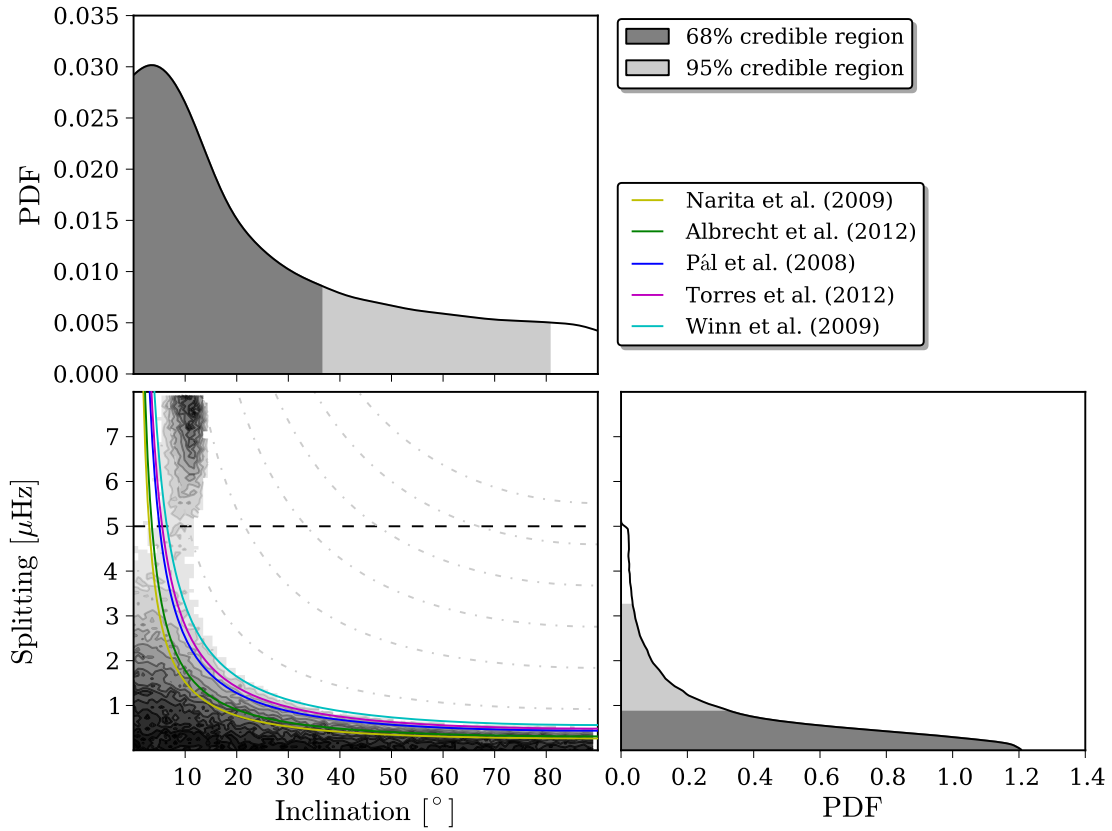 0.035
0.030
0.025
0.020
0.015
0.010
0.005
0.000
PDF
68% credible region
95% credible region
Narita et al. (2009)
Albrecht et al. (2012)
Pál et al. (2008)
Torres et al. (2012)
Winn et al. (2009)
7
6
5
4
3
2
1
Splitting [μHz]
10 20 30 40 50 60 70 80
Inclination [°]
0.0 0.2 0.4 0.6 0.8 1.0 1.2 1.4
PDF